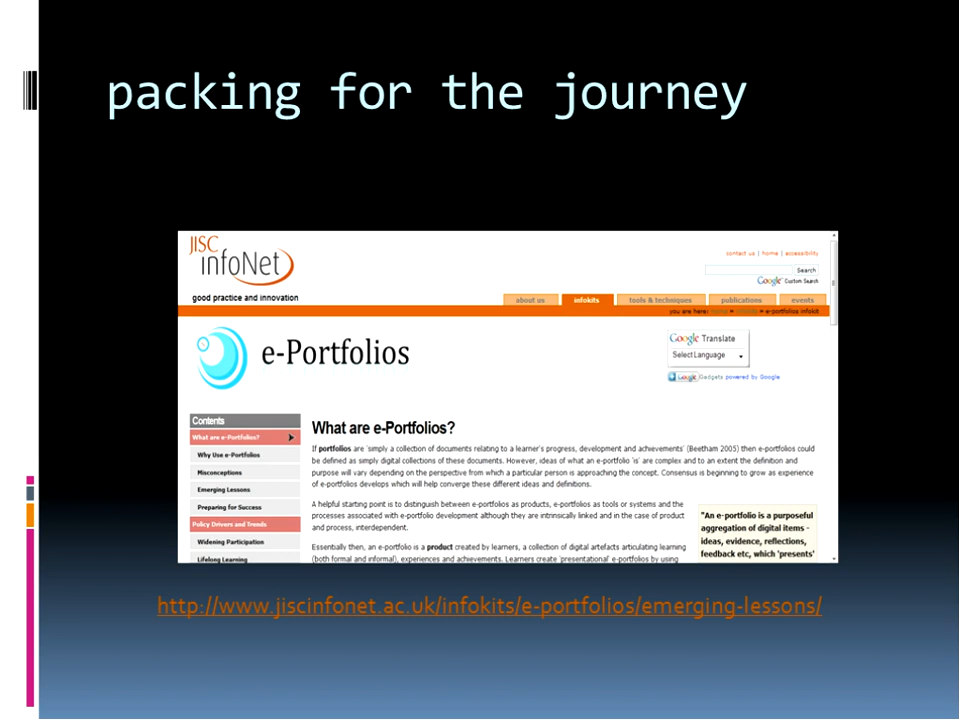 packing for the journey
JISC
infoNet
good practice and innovation
contact us | home | accessibility
Search
Google Custom Search
about us
infokits
tools & techniques
publications
events
you are here: » » e-portfolios infokit
e-Portfolios
Google Translate
Select Language
Google Gadgets powered by Google
Contents
What are e-Portfolios?
Why Use e-Portfolios
Misconceptions
Emerging Lessons
Preparing for Success
Policy Drivers and Trends
Widening Participation
Lifelong Learning
What are e-Portfolios?
If portfolios are 'simply a collection of documents relating to a learner's progress, development and achievements' (Beetham 2005) then e-portfolios could
be defined as simply digital collections of these documents. However, ideas of what an e-portfolio 'is' are complex and to an extent the definition and
purpose will vary depending on the perspective from which a particular person is approaching the concept. Consensus is beginning to grow as experience
of e-portfolios develops which will help converge these different ideas and definitions.
A helpful starting point is to distinguish between e-portfolios as products, e-portfolios as tools or systems and the
processes associated with e-portfolio development although they are intrinsically linked and in the case of product
and process, interdependent.
Essentially then, an e-portfolio is a product created by learners, a collection of digital artefacts articulating learning
(both formal and informal), experiences and achievements. Learners create 'presentational' e-portfolios by using
"An e-portfolio is a purposeful
aggregation of digital items -
ideas, evidence, reflections,
feedback etc, which 'presents'
http://www.jiscinfonet.ac.uk/infokits/e-portfolios/emerging-lessons/